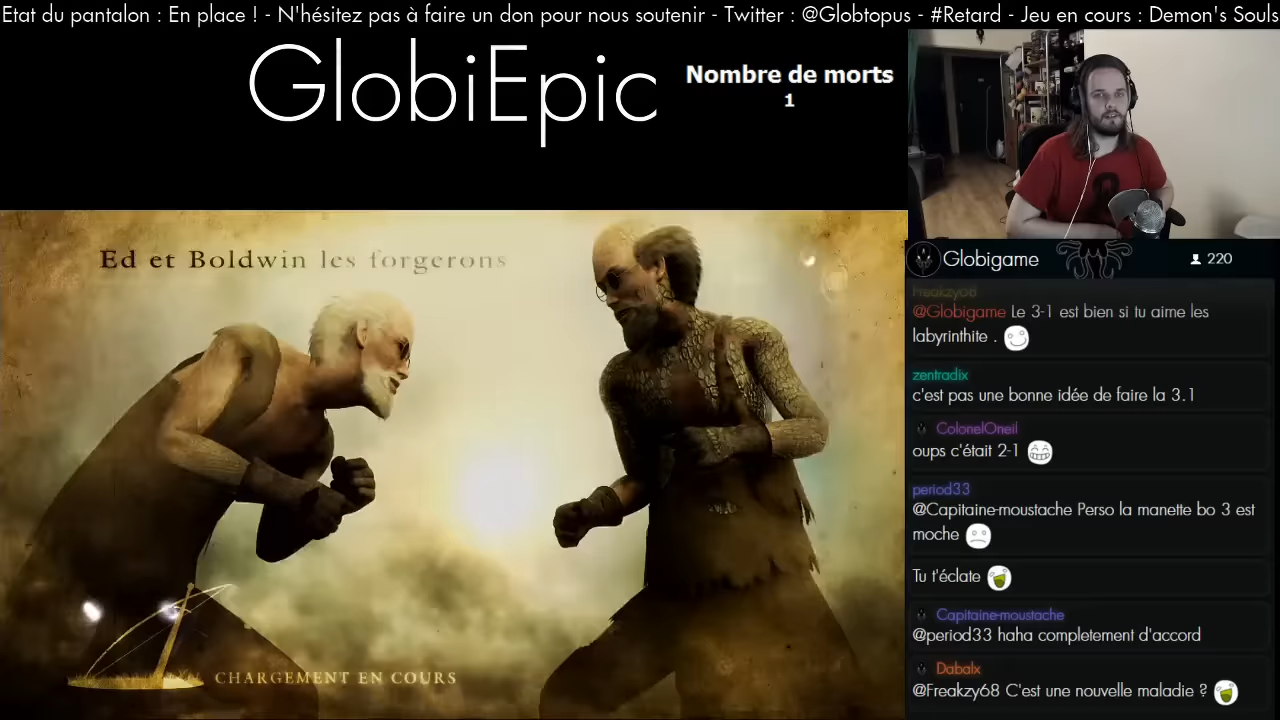 Etat du pantalon : En place ! - N'hésitez pas à faire un don pour nous soutenir - Twitter : @Globtopus - #Retard - Jeu en cours : Demon's Souls
GlobiEpic
Nombre de morts
1
Ed et Boldwin les forgerons
CHARGEMENT EN COURS
Globigame
220
Freakzy68
@Globigame Le 3-1 est bien si tu aime les
labyrinthite .
zentradix
c'est pas une bonne idée de faire la 3.1
ColonelOneil
oups c'était 2-1
period33
@Capitaine-moustache Perso la manette bo 3 est
moche
Tu t'éclate
Capitaine-moustache
@period33 haha completement d'accord
Dabalx
@Freakzy68 C'est une nouvelle maladie ?